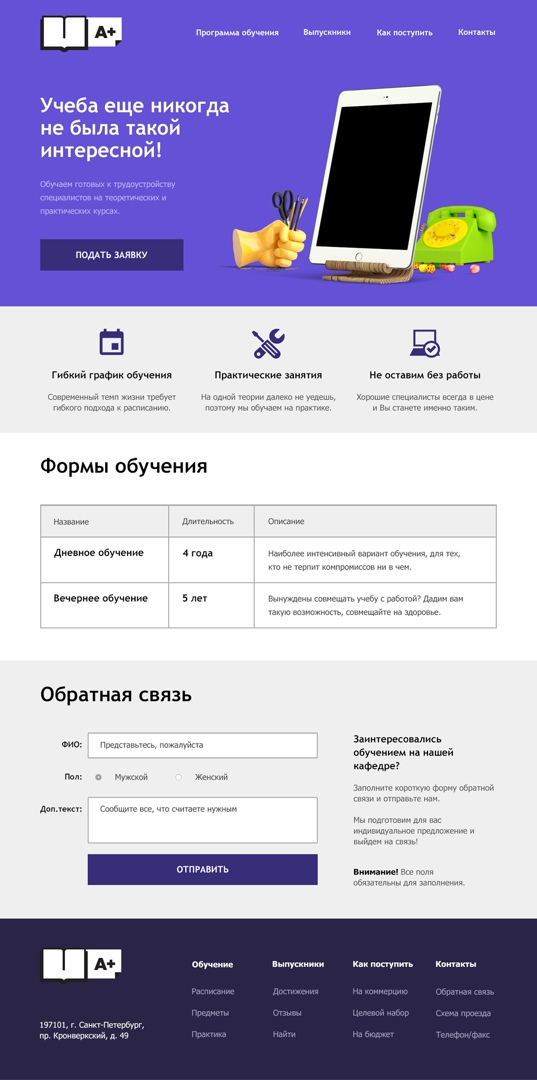 A+
Программа обучения
Выпускники
Как поступить
Контакты
Учеба еще никогда
не была такой
интересной!
Обучаем готовых к трудоустройству
специалистов на теоретических и
практических курсах.
ПОДАТЬ ЗАЯВКУ
Гибкий график обучения
Современный темп жизни требует
гибкого подхода к расписанию.
Практические занятия
На одной теории далеко не уедешь,
поэтому мы обучаем на практике.
Не оставим без работы
Хорошие специалисты всегда в цене
и Вы станете именно таким.
Формы обучения
Название
Длительность
Описание
Дневное обучение
4 года
Наиболее интенсивный вариант обучения, для тех,
кто не терпит компромиссов ни в чем.
Вечернее обучение
5 лет
Вынуждены совмещать учебу с работой? Дадим вам
такую возможность, совмещайте на здоровье.
Обратная связь
ФИО:
Представьтесь, пожалуйста
Пол:
Мужской
Женский
Доп.текст:
Сообщите все, что считаете нужным
ОТПРАВИТЬ
Заинтересовались
обучением на нашей
кафедре?
Заполните короткую форму обратной
связи и отправьте нам.
Мы подготовим для вас
индивидуальное предложение и
выйдем на связь!
Внимание! Все поля
обязательны для заполнения.
A+
197101, г. Санкт-Петербург,
пр. Кронверкский, д. 49
Обучение
Расписание
Предметы
Практика
Выпускники
Достижения
Отзывы
Найти
Как поступить
На коммерцию
Целевой набор
На бюджет
Контакты
Обратная связь
Схема проезда
Телефон/факс